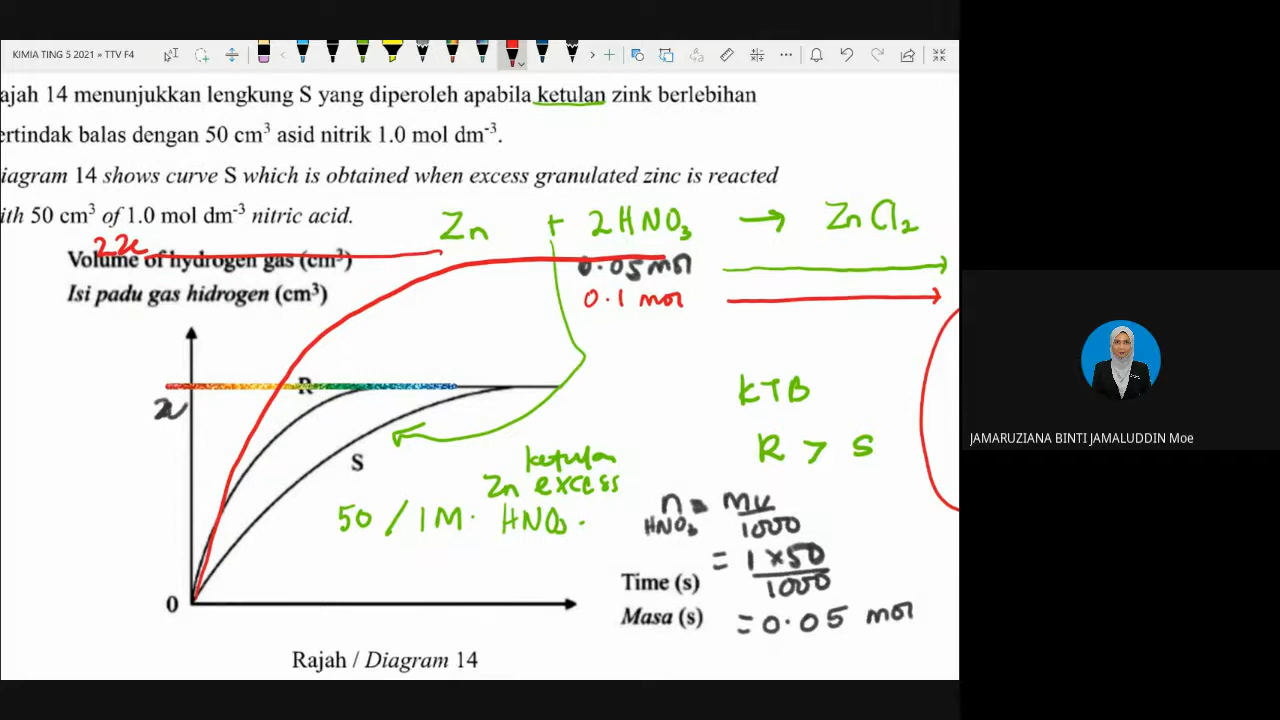 KIMIA TING 5 2021 » TTV F4
ajah 14 menunjukkan lengkung S yang diperoleh apabila ketulan zink berlebihan
ertindak balas dengan 50 cm³ asid nitrik 1.0 mol dm⁻³.
iagram 14 shows curve S which is obtained when excess granulated zinc is reacted
ith 50 cm³ of 1.0 mol dm⁻³ nitric acid.
Zn + 2HNO₃ → ZnCl₂
2x
Volume of hydrogen gas (cm³)
0.05 mol
Isi padu gas hidrogen (cm³)
0.1 mol
R
x
KTB
S
R > S
ketulan
Zn excess
50 / 1M. HNO₃.
n = MV
HNO₃ 1000
= 1 × 50
1000
Time (s)
Masa (s)
= 0.05 mol
0
Rajah / Diagram 14
JAMARUZIANA BINTI JAMALUDDIN Moe